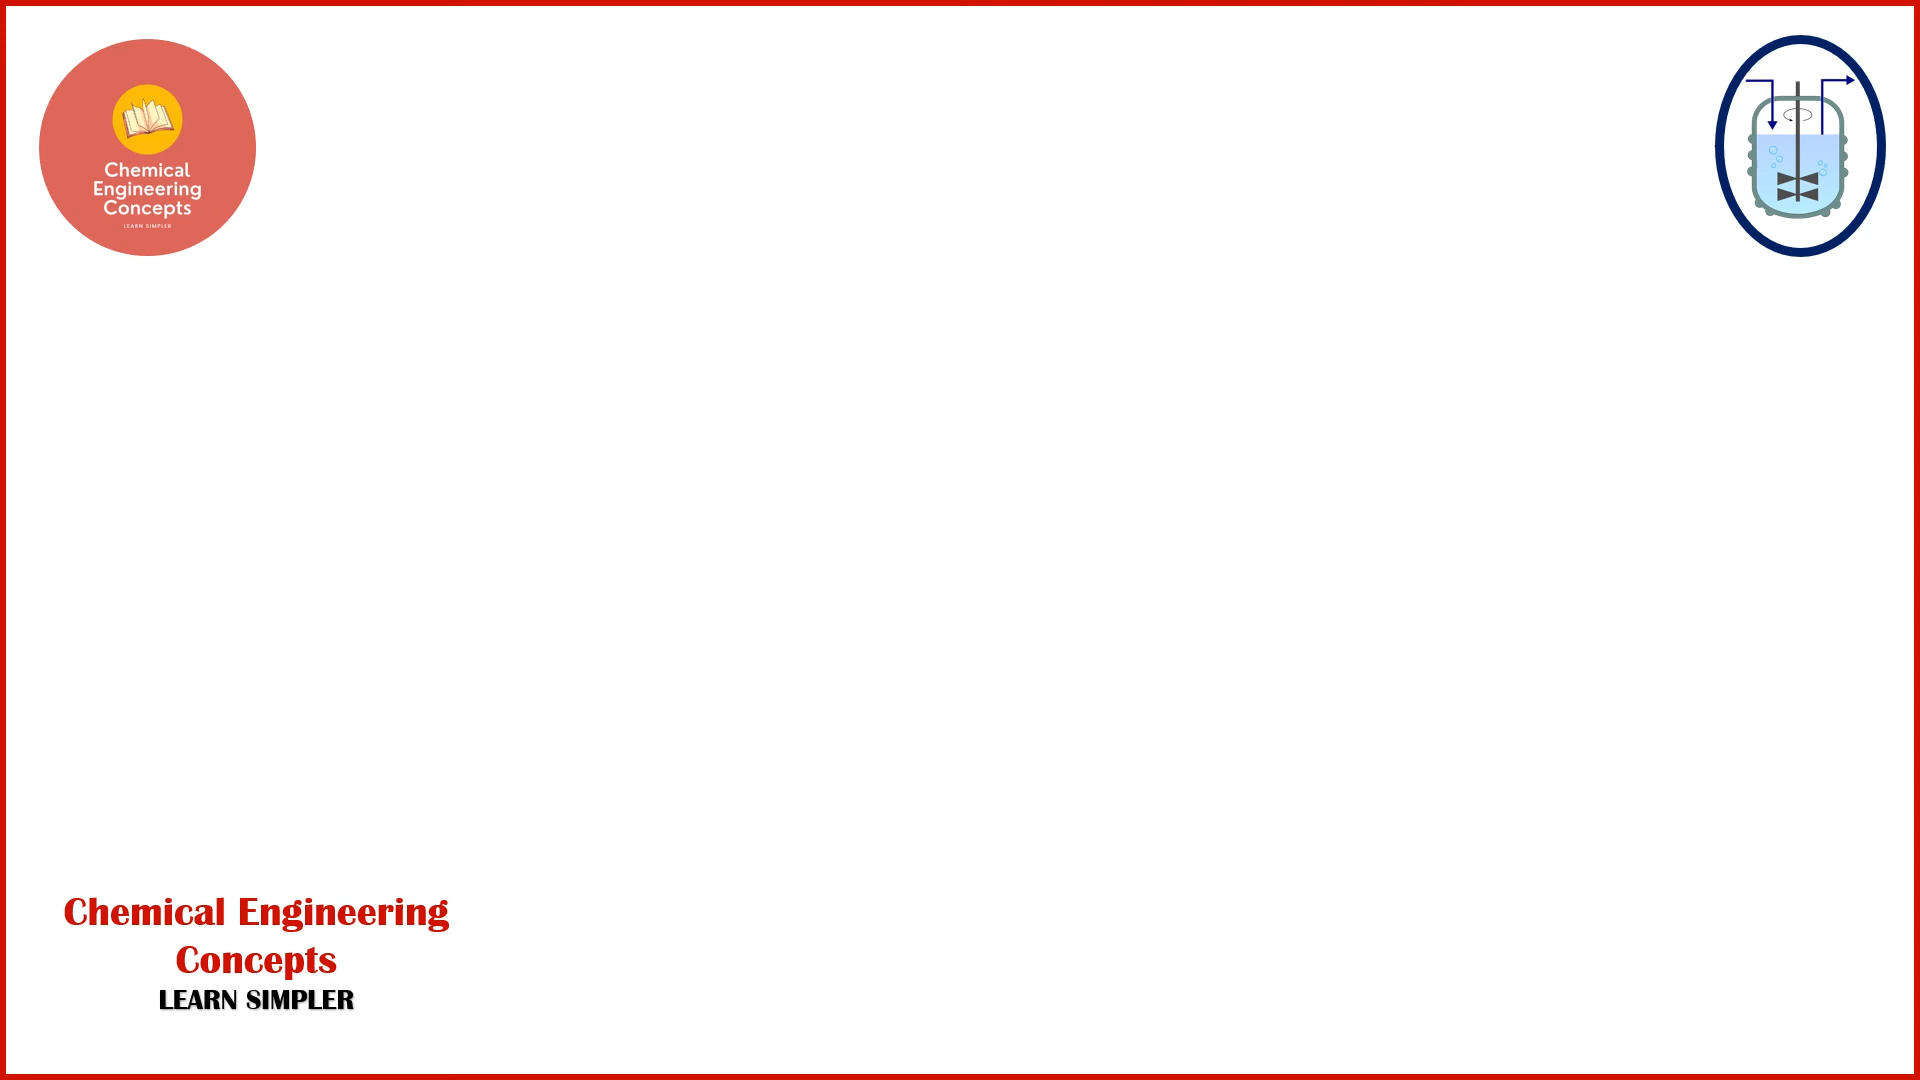 Chemical
Engineering
Concepts
LEARN SIMPLER
Chemical Engineering
Concepts
LEARN SIMPLER